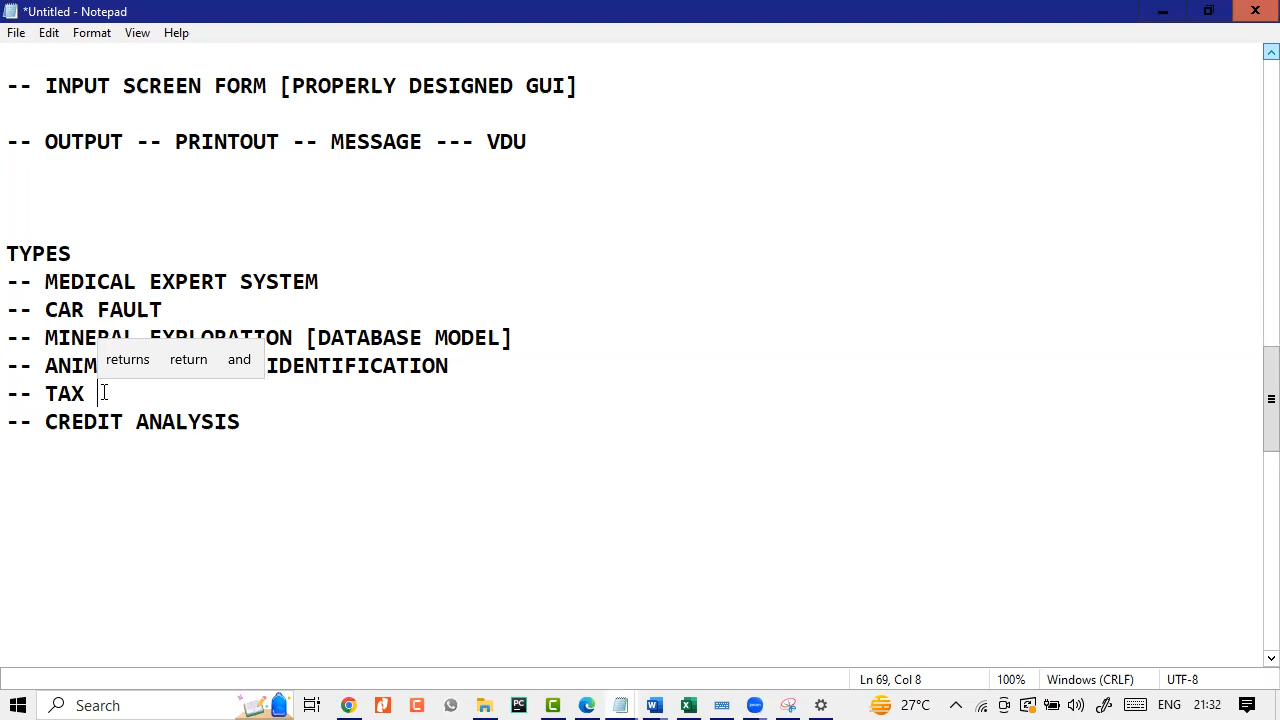 *Untitled - Notepad
File Edit Format View Help
-- INPUT SCREEN FORM [PROPERLY DESIGNED GUI]
-- OUTPUT -- PRINTOUT -- MESSAGE --- VDU
TYPES
-- MEDICAL EXPERT SYSTEM
-- CAR FAULT
-- MINERAL EXPLORATION [DATABASE MODEL]
returns return and
-- ANIM IDENTIFICATION
-- TAX
-- CREDIT ANALYSIS
Ln 69, Col 8 100% Windows (CRLF) UTF-8
Search 27°C ENG 21:32